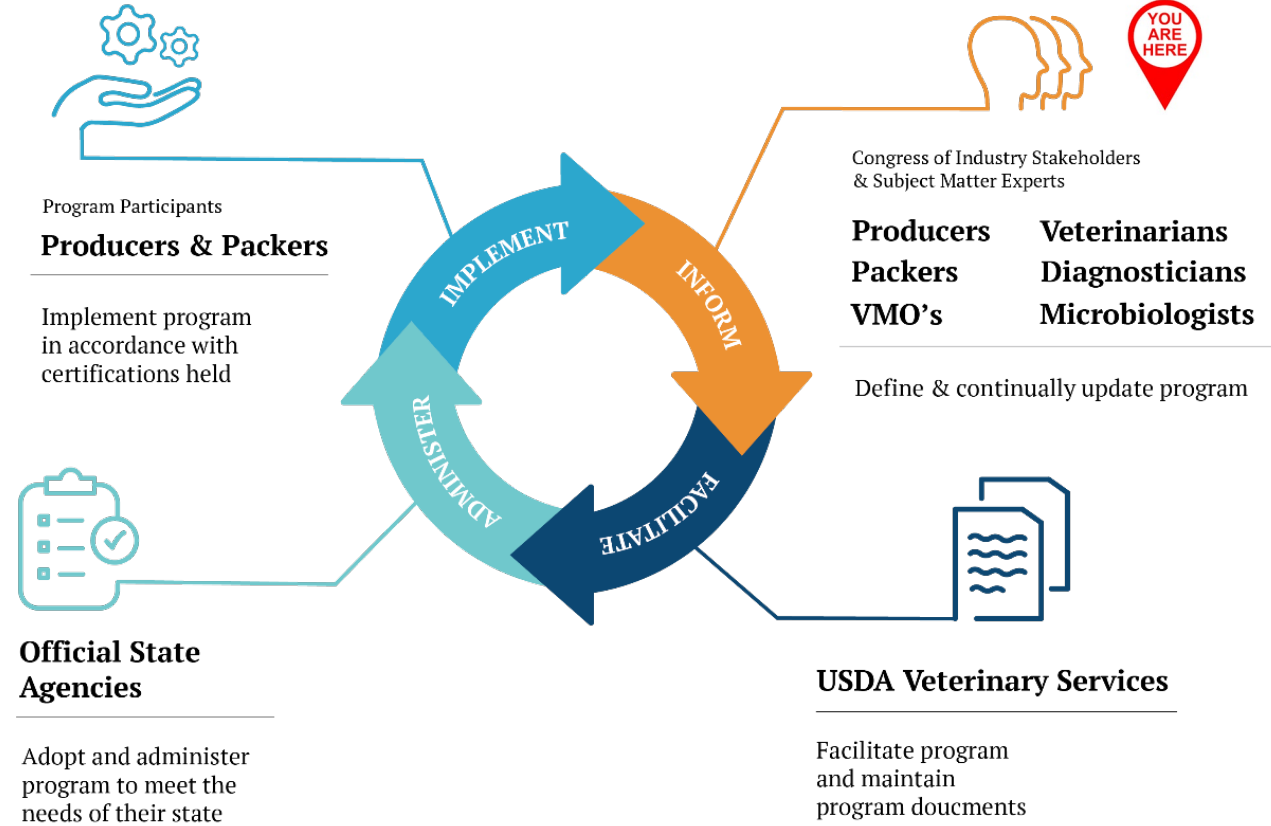 YOU
ARE
HERE
Program Participants
Producers & Packers
Implement program
in accordance with
certifications held
IMPLEMENT
INFORM
FACILITATE
ADMINISTER
Congress of Industry Stakeholders
& Subject Matter Experts
Producers
Packers
VMO’s
Veterinarians
Diagnosticians
Microbiologists
Define & continually update program
Official State
Agencies
Adopt and administer
program to meet the
needs of their state
USDA Veterinary Services
Facilitate program
and maintain
program doucments